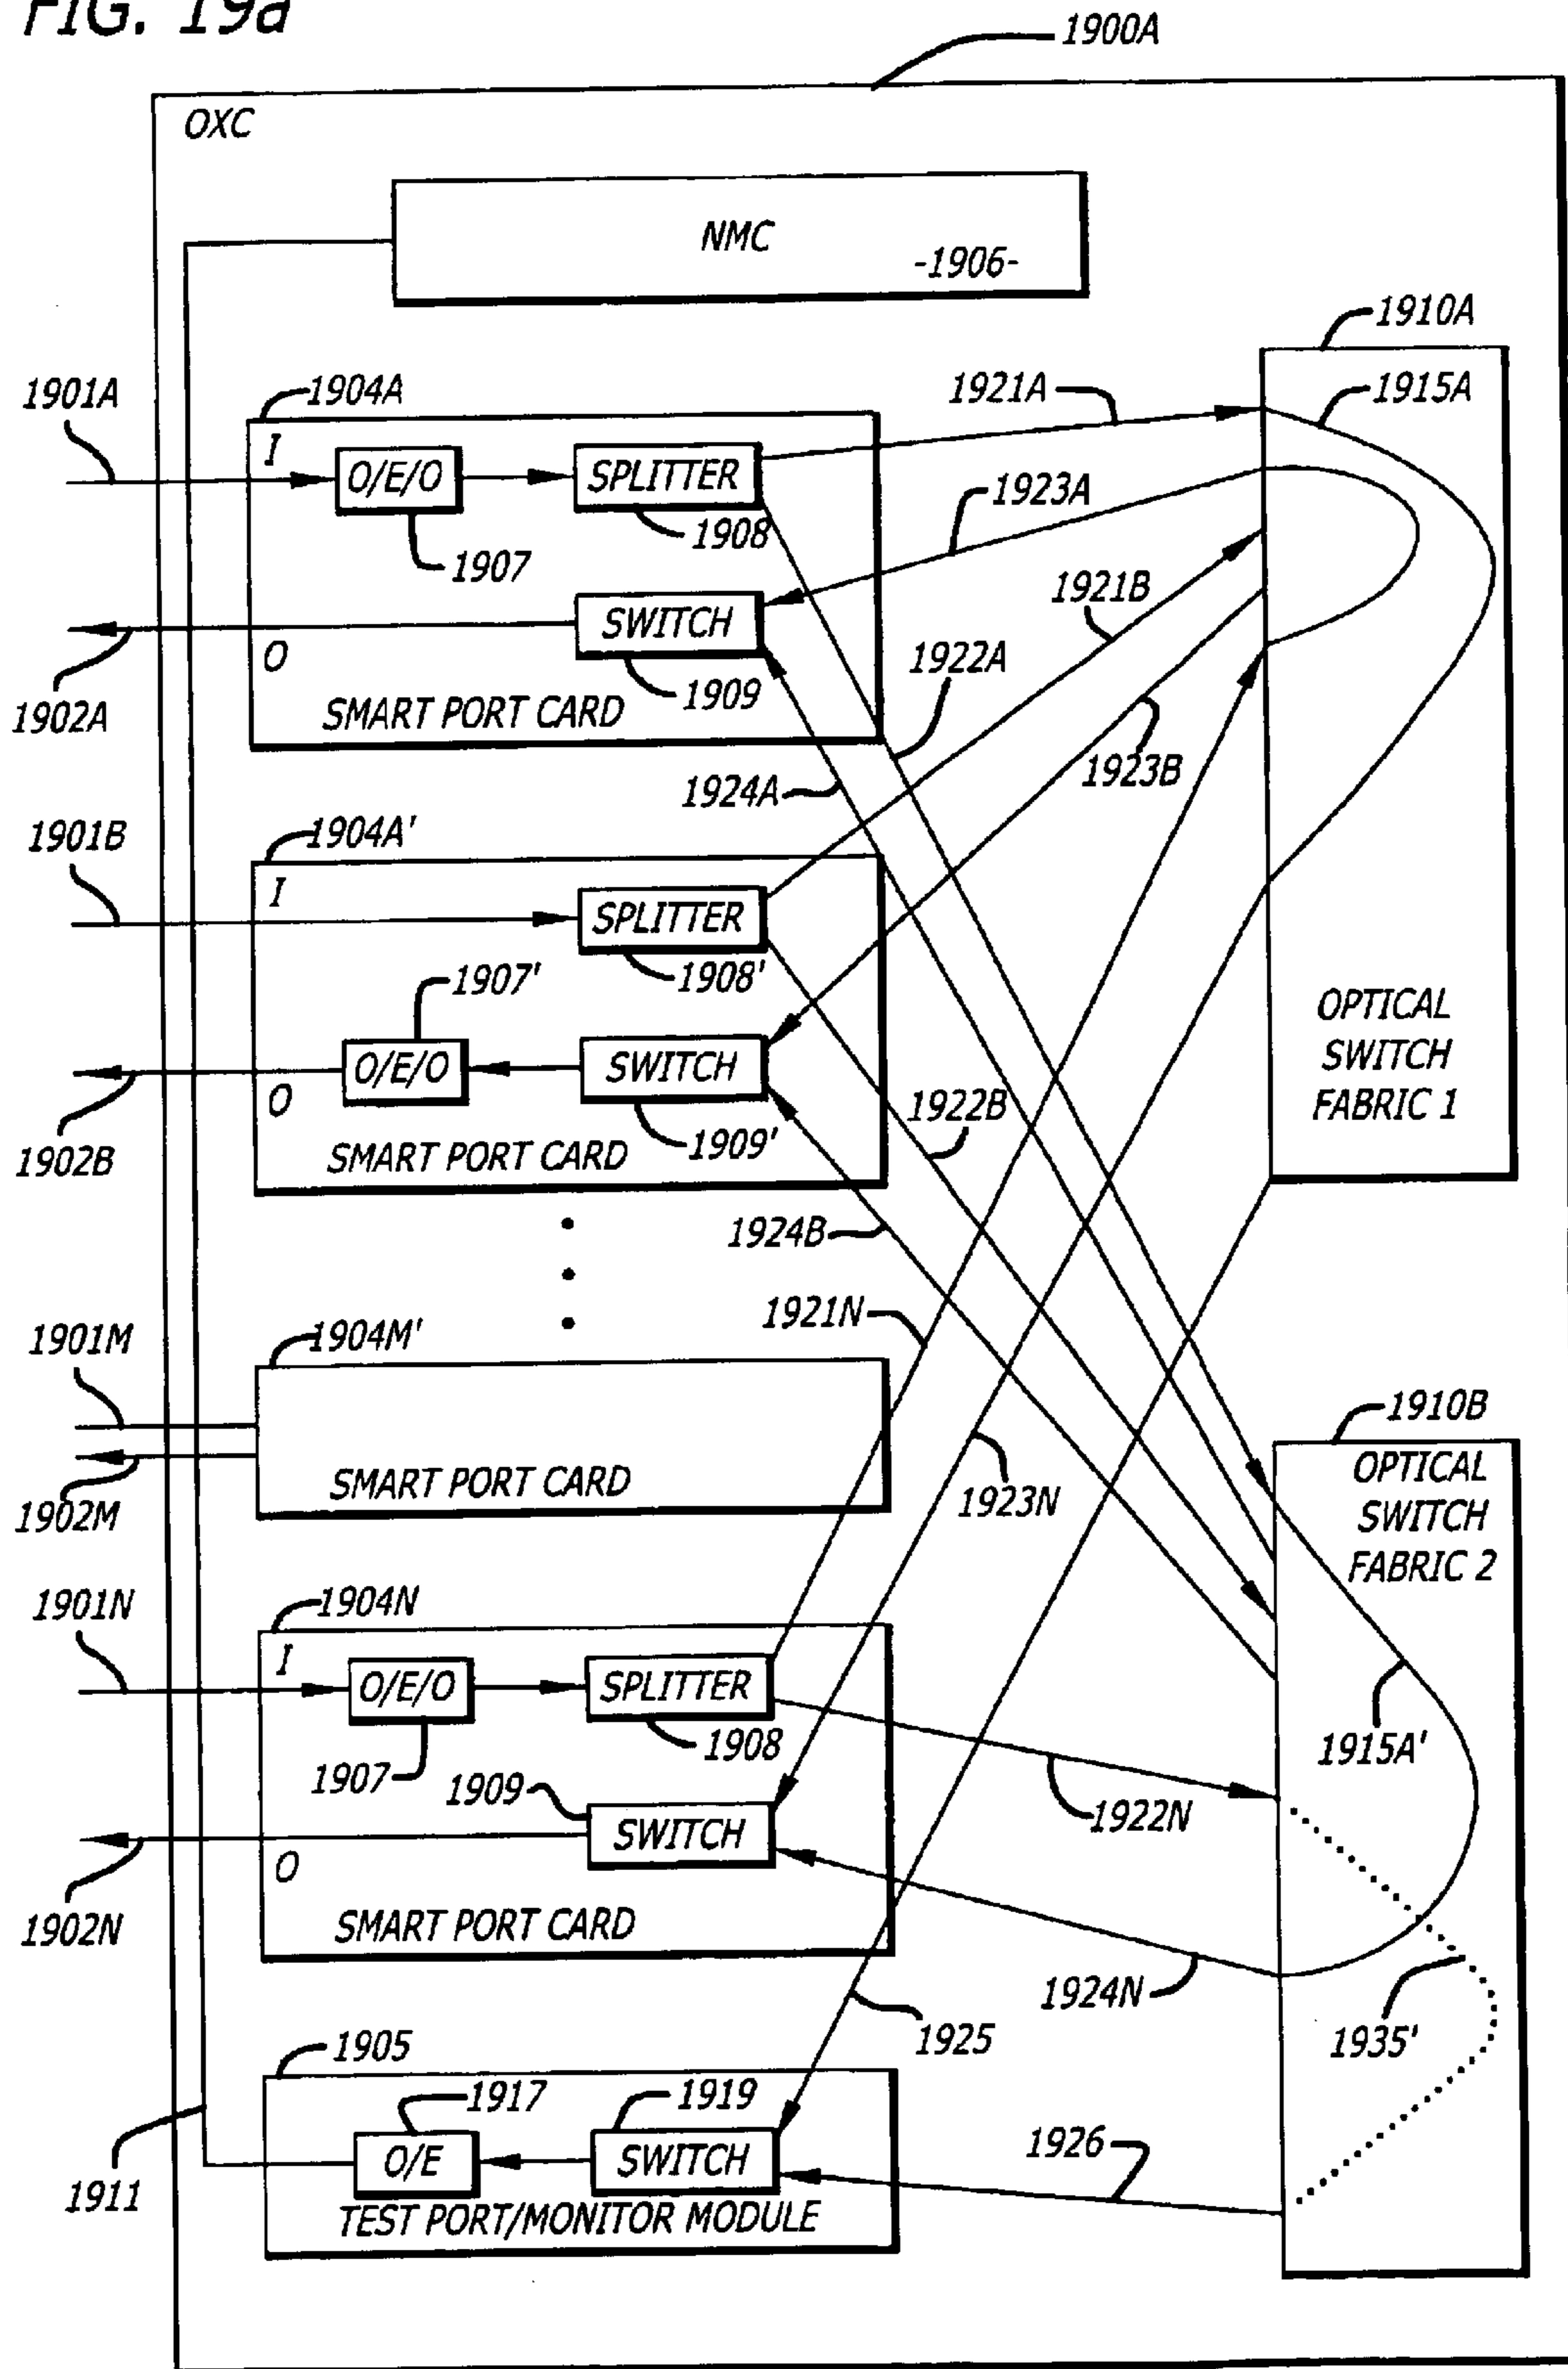 FIG. 19a
1900A
OXC
NMC
-1906-
1910A
1904A
1921A
1915A
1901A
I
O/E/O
SPLITTER
1923A
1908
1907
1921B
SWITCH
O
1922A
1909
1902A
SMART PORT CARD
1923B
1924A
1901B
1904A'
I
SPLITTER
1907'
1908'
OPTICAL
SWITCH
FABRIC 1
O/E/O
SWITCH
O
1922B
1909'
1902B
SMART PORT CARD
1924B
1921N
1901M
1904M'
1910B
OPTICAL
SWITCH
FABRIC 2
SMART PORT CARD
1923N
1902M
1901N
1904N
I
O/E/O
SPLITTER
1908
1915A'
1907
1909
1922N
SWITCH
O
1902N
SMART PORT CARD
1924N
1925
1935'
1905
1917
1919
1926
O/E
SWITCH
1911
TEST PORT/MONITOR MODULE